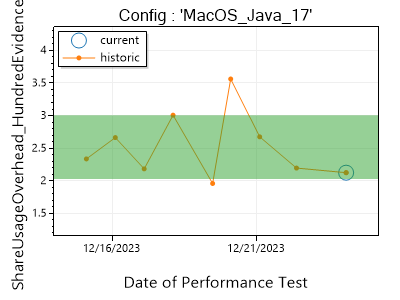 Config : 'MacOS_Java_17'
ShareUsageOverhead_HundredEvidence
current
historic
4
3.5
3
2.5
2
1.5
12/16/2023
12/21/2023
Date of Performance Test